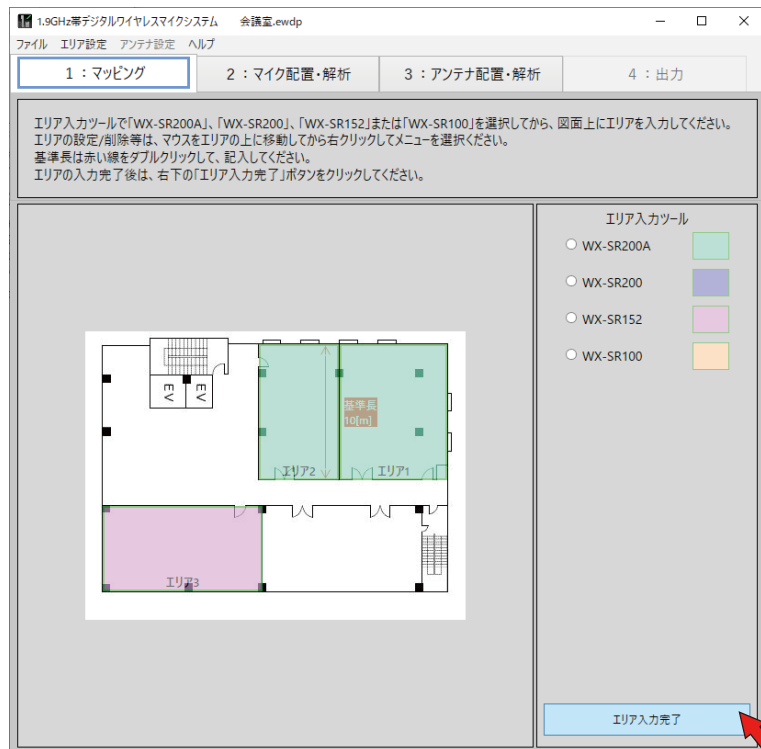 1.9GHz帯デジタルワイヤレスマイクシステム　会議室.ewdp
ファイル　エリア設定　アンテナ設定　ヘルプ
1：マッピング　2：マイク配置・解析　3：アンテナ配置・解析　4：出力
エリア入力ツールで「WX-SR200A」、「WX-SR200」、「WX-SR152」または「WX-SR100」を選択してから、図面上にエリアを入力してください。
エリアの設定/削除等は、マウスをエリアの上に移動してから右クリックしてメニューを選択ください。
基準長は赤い線をダブルクリックして、記入してください。
エリアの入力完了後は、右下の「エリア入力完了」ボタンをクリックしてください。
エリア入力ツール
WX-SR200A
WX-SR200
WX-SR152
WX-SR100
EV
EV
基準長
10[m]
エリア2
エリア1
エリア3
エリア入力完了